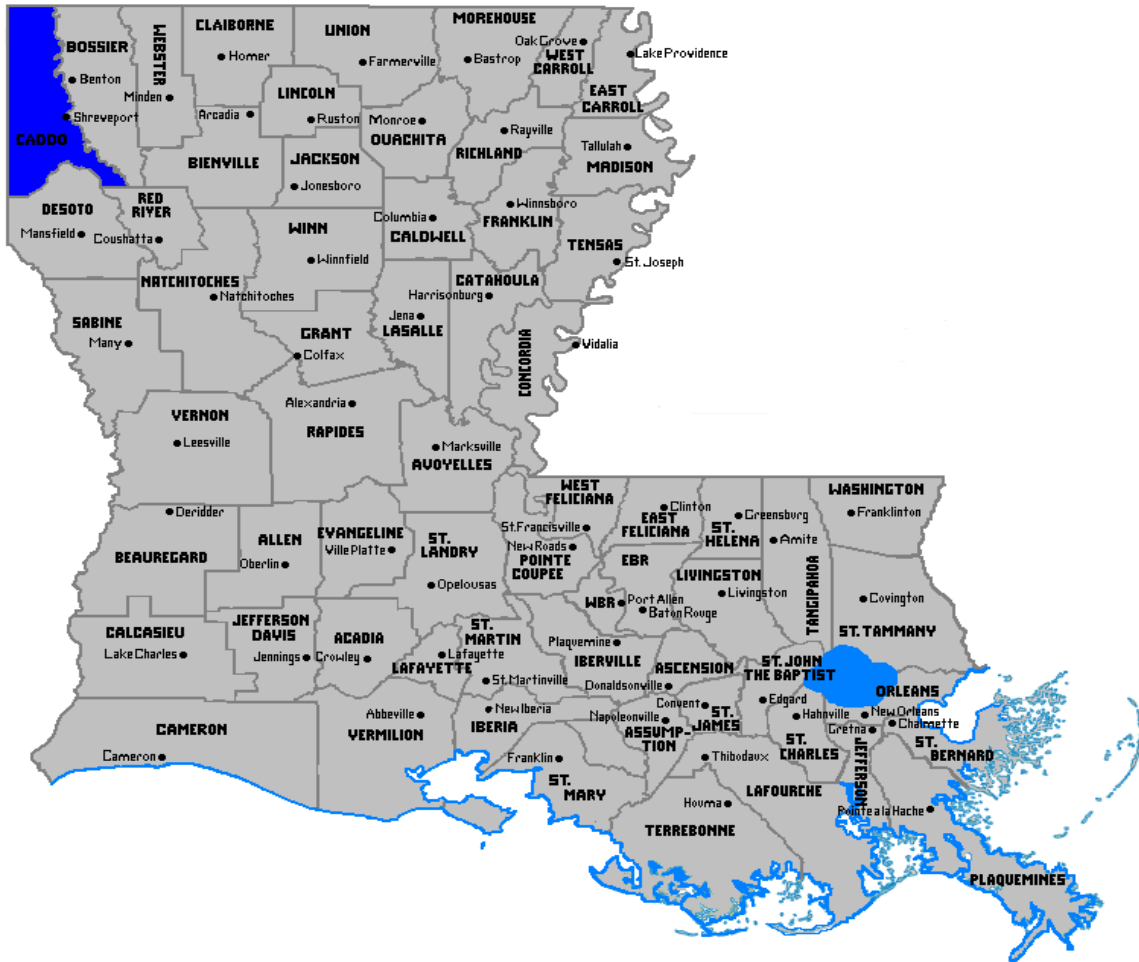 MOREHOUSE
CLAIBORNE
UNION
BOSSIER
WEBSTER
Oak Grove
WEST
CARROLL
Lake Providence
Homer
Farmerville
Bastrop
Benton
EAST
CARROLL
Minden
LINCOLN
Shreveport
Arcadia
Ruston
Monroe
OUACHITA
Rayville
CADDO
RICHLAND
Tallulah
MADISON
BIENVILLE
JACKSON
Jonesboro
RED
RIVER
DESOTO
Winnsboro
FRANKLIN
Columbia
CALDWELL
WINN
Mansfield
Coushatta
TENSAS
Winnfield
St. Joseph
NATCHITOCHES
Natchitoches
CATAHOULA
Harrisonburg
SABINE
Many
GRANT
Jena
LASALLE
Colfax
CONCORDIA
Vidalia
VERNON
Leesville
Alexandria
RAPIDES
Marksville
AVOYELLES
WEST
FELICIANA
WASHINGTON
Franklinton
Deridder
Clinton
EAST
FELICIANA
Greensburg
ST.
HELENA
St. Francisville
BEAUREGARD
ALLEN
Oberlin
EVANGELINE
Ville Platte
ST.
LANDRY
Opelousas
New Roads
POINTE
COUPEE
EBR
Amite
LIVINGSTON
Livingston
TANGIPAHOA
Covington
ST. TAMMANY
WBR
Port Allen
Baton Rouge
CALCASIEU
Lake Charles
JEFFERSON
DAVIS
Jennings
ACADIA
Crowley
ST.
MARTIN
Lafayette
LAFAYETTE
St. Martinville
Plaquemine
IBERVILLE
ASCENSION
Donaldsonville
ST. JOHN
THE BAPTIST
Edgard
ORLEANS
New Orleans
Chalmette
CAMERON
Cameron
Abbeville
VERMILION
New Iberia
IBERIA
Convent
Napoleonville
ASSUMP-
TION
ST.
JAMES
Hahnville
ST.
CHARLES
Gretna
JEFFERSON
ST.
BERNARD
Franklin
ST.
MARY
Thibodaux
LAFOURCHE
Houma
TERREBONNE
Pointe a la Hache
PLAQUEMINES